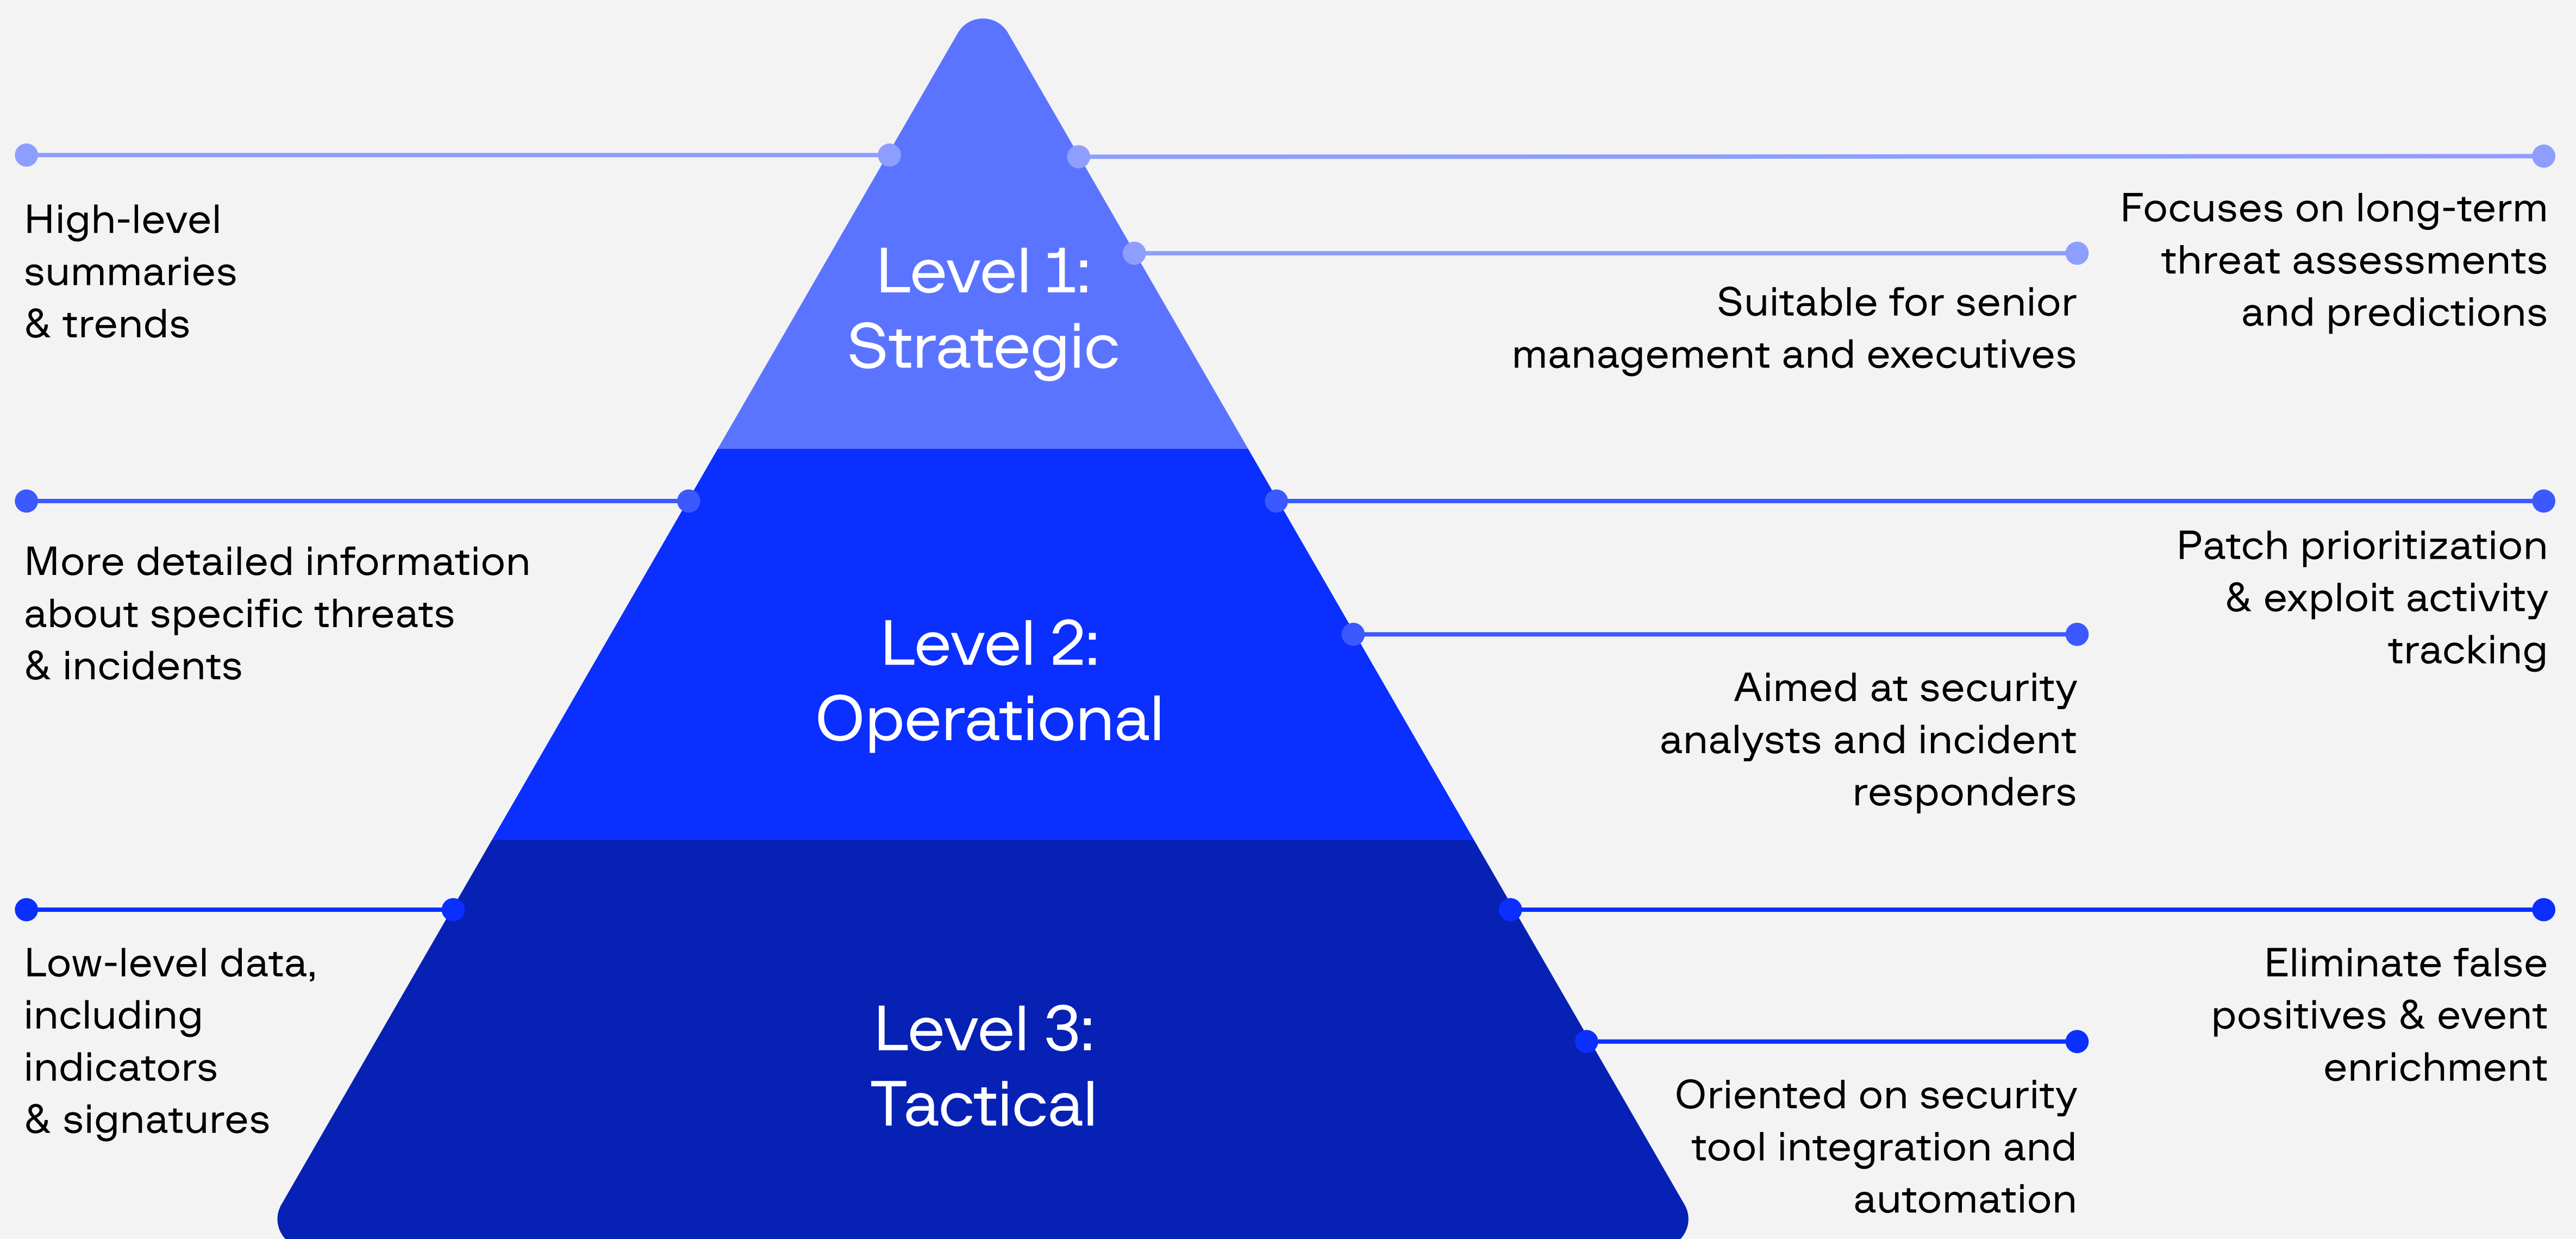 High-level
summaries
& trends
Level 1:
Strategic
Suitable for senior
management and executives
Focuses on long-term
threat assessments
and predictions
More detailed information
about specific threats
& incidents
Level 2:
Operational
Aimed at security
analysts and incident
responders
Patch prioritization
& exploit activity
tracking
Low-level data,
including
indicators
& signatures
Level 3:
Tactical
Oriented on security
tool integration and
automation
Eliminate false
positives & event
enrichment